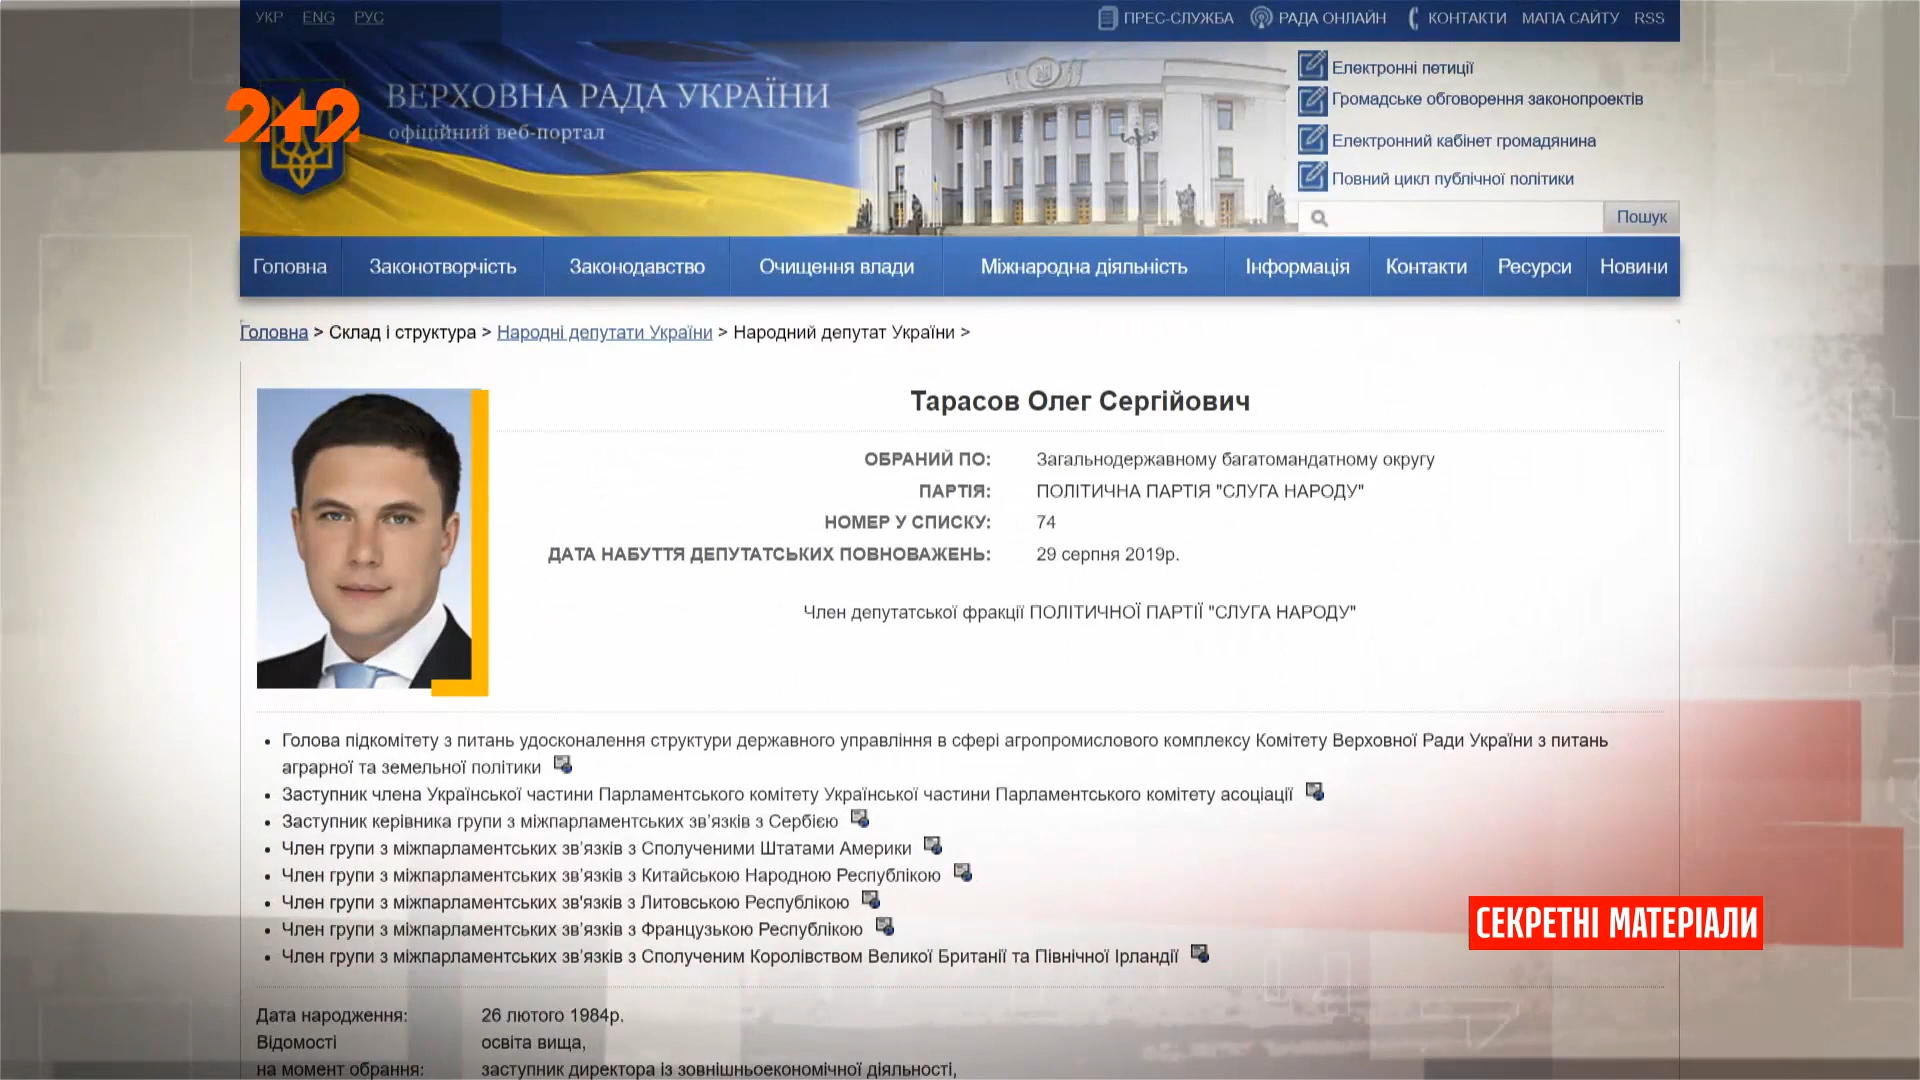 УКР ENG РУС
ПРЕС-СЛУЖБА РАДА ОНЛАЙН КОНТАКТИ МАПА САЙТУ RSS
2+2
ВЕРХОВНА РАДА УКРАЇНИ
офіційний веб-портал
Електронні петиції
Громадське обговорення законопроектів
Електронний кабінет громадянина
Повний цикл публічної політики
Пошук
Головна Законотворчість Законодавство Очищення влади Міжнародна діяльність Інформація Контакти Ресурси Новини
Головна > Склад і структура > Народні депутати України > Народний депутат України >
Тарасов Олег Сергійович
ОБРАНИЙ ПО: Загальнодержавному багатомандатному округу
ПАРТІЯ: ПОЛІТИЧНА ПАРТІЯ "СЛУГА НАРОДУ"
НОМЕР У СПИСКУ: 74
ДАТА НАБУТТЯ ДЕПУТАТСЬКИХ ПОВНОВАЖЕНЬ: 29 серпня 2019р.
Член депутатської фракції ПОЛІТИЧНОЇ ПАРТІЇ "СЛУГА НАРОДУ"
• Голова підкомітету з питань удосконалення структури державного управління в сфері агропромислового комплексу Комітету Верховної Ради України з питань
аграрної та земельної політики
• Заступник члена Української частини Парламентського комітету Української частини Парламентського комітету асоціації
• Заступник керівника групи з міжпарламентських зв’язків з Сербією
• Член групи з міжпарламентських зв’язків з Сполученими Штатами Америки
• Член групи з міжпарламентських зв’язків з Китайською Народною Республікою
• Член групи з міжпарламентських зв'язків з Литовською Республікою
• Член групи з міжпарламентських зв’язків з Французькою Республікою
• Член групи з міжпарламентських зв’язків з Сполученим Королівством Великої Британії та Північної Ірландії
СЕКРЕТНІ МАТЕРІАЛИ
Дата народження: 26 лютого 1984р.
Відомості освіта вища,
на момент обрання: заступник директора із зовнішньоекономічної діяльності,